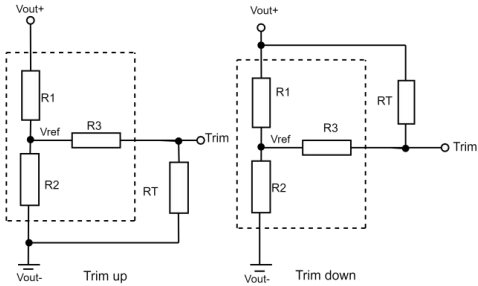 Vout+
R1
Vref
R3
Trim
R2
RT
Vout-
Trim up
Vout+
R1
RT
Vref
R3
Trim
R2
Vout-
Trim down